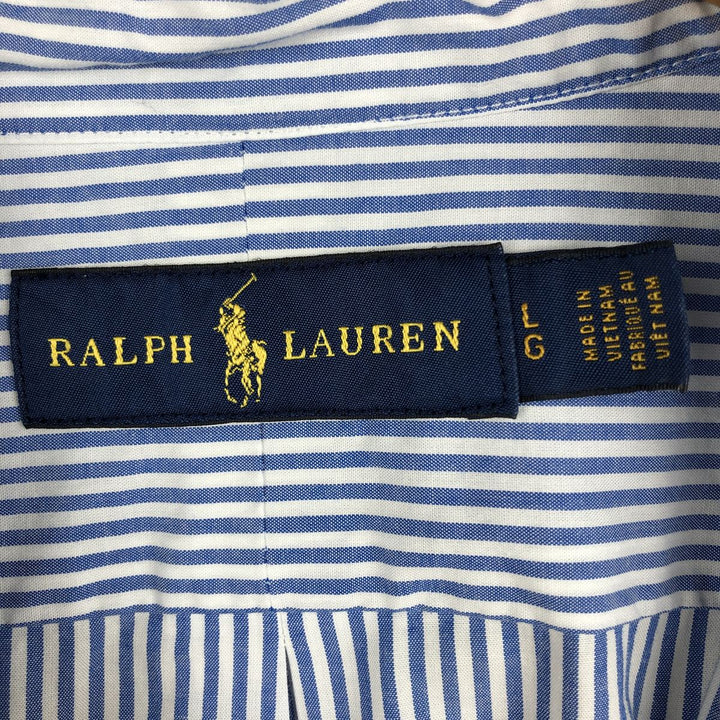 RALPH LAUREN
L
G
MADE IN
VIETNAM
FABRIQUÉ AU
VIÊT NAM